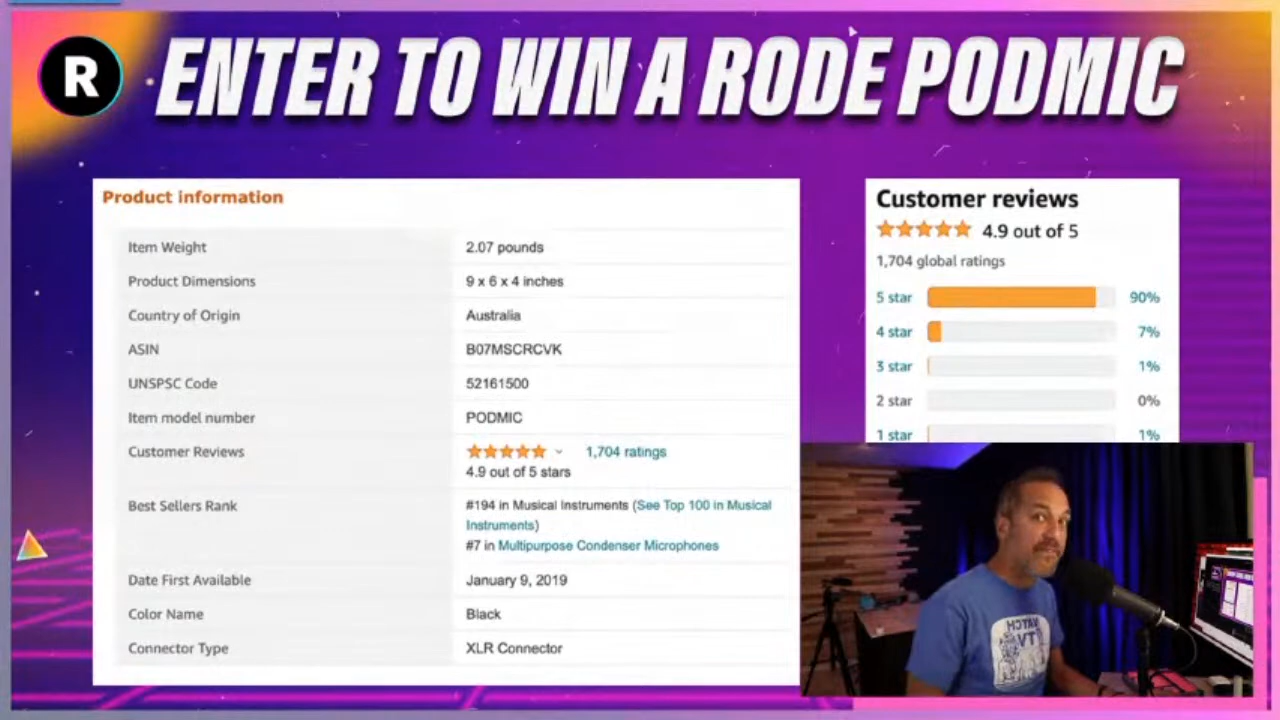 R
ENTER TO WIN A RODE PODMIC
Product information
Item Weight 2.07 pounds
Product Dimensions 9 x 6 x 4 inches
Country of Origin Australia
ASIN B07MSCRCVK
UNSPSC Code 52161500
Item model number PODMIC
Customer Reviews 1,704 ratings
4.9 out of 5 stars
Best Sellers Rank #194 in Musical Instruments (See Top 100 in Musical
Instruments)
#7 in Multipurpose Condenser Microphones
Date First Available January 9, 2019
Color Name Black
Connector Type XLR Connector
Customer reviews
4.9 out of 5
1,704 global ratings
5 star 90%
4 star 7%
3 star 1%
2 star 0%
1 star 1%
WATCH
TV